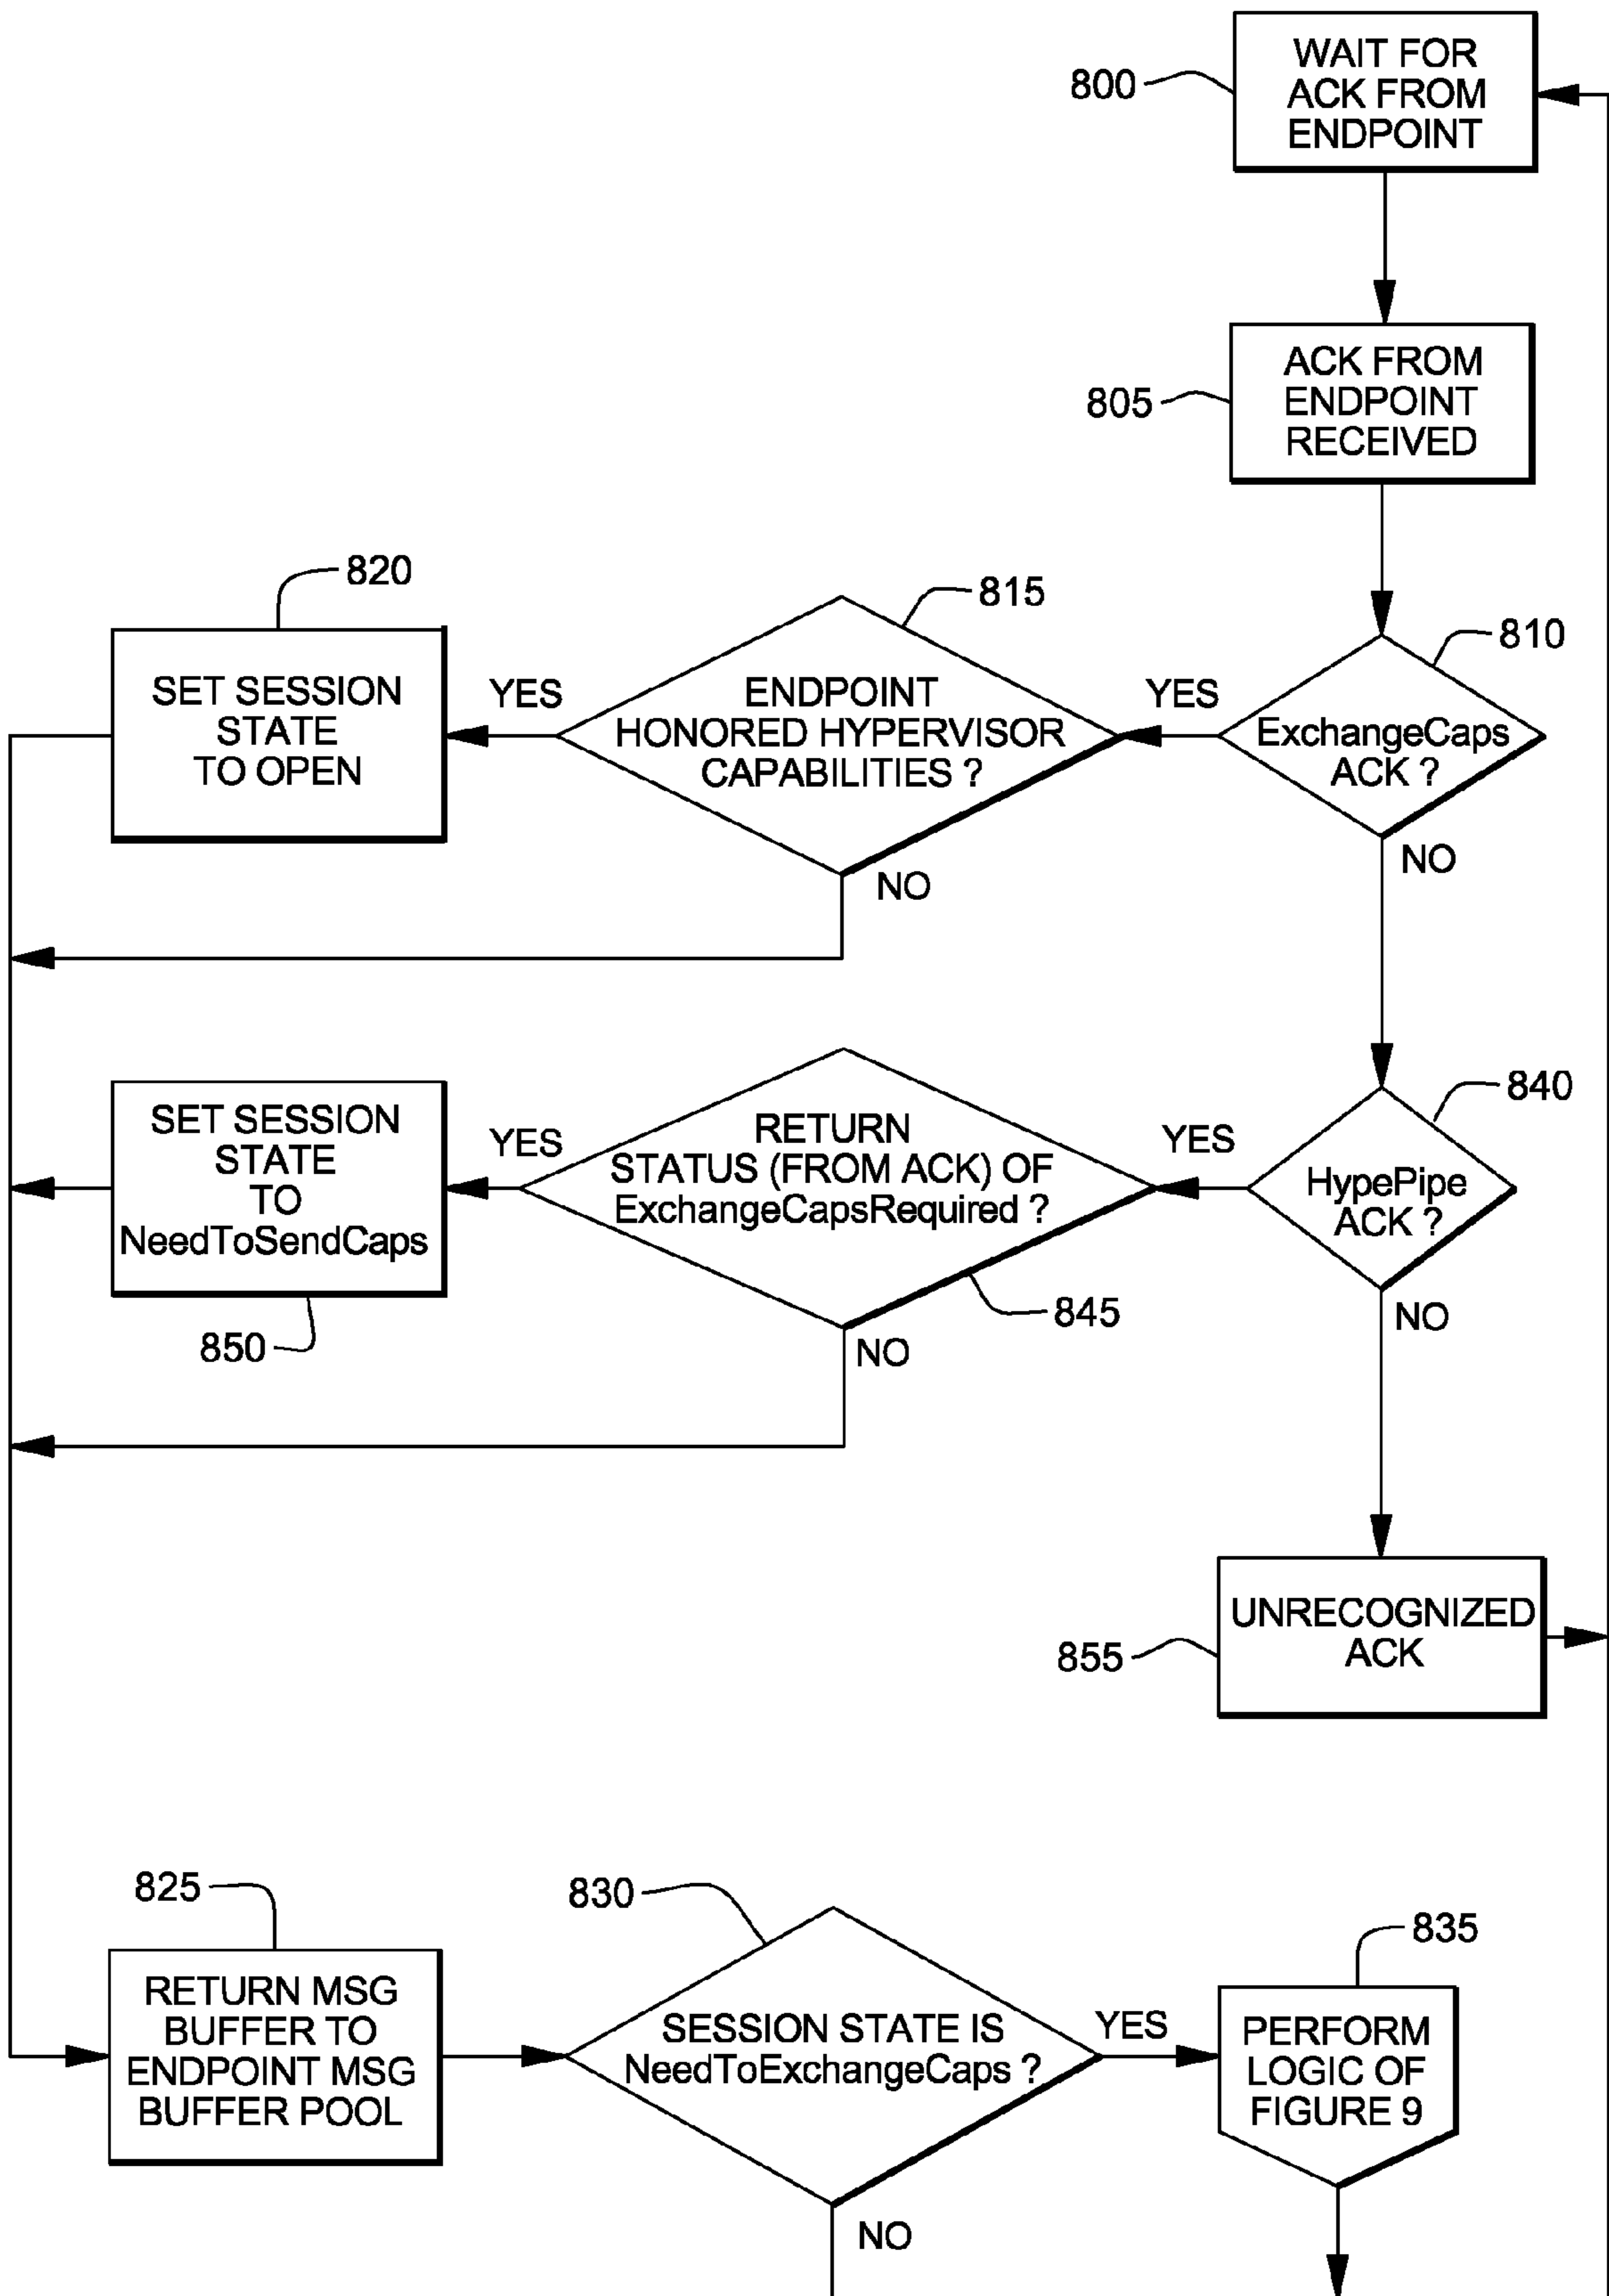 800
WAIT FOR
ACK FROM
ENDPOINT
805
ACK FROM
ENDPOINT
RECEIVED
810
ExchangeCaps
ACK ?
YES
NO
815
ENDPOINT
HONORED HYPERVISOR
CAPABILITIES ?
YES
NO
820
SET SESSION
STATE
TO OPEN
840
HypePipe
ACK ?
YES
NO
845
RETURN
STATUS (FROM ACK) OF
ExchangeCapsRequired ?
YES
NO
SET SESSION
STATE
TO
NeedToSendCaps
850
855
UNRECOGNIZED
ACK
825
RETURN MSG
BUFFER TO
ENDPOINT MSG
BUFFER POOL
830
SESSION STATE IS
NeedToExchangeCaps ?
YES
NO
835
PERFORM
LOGIC OF
FIGURE 9